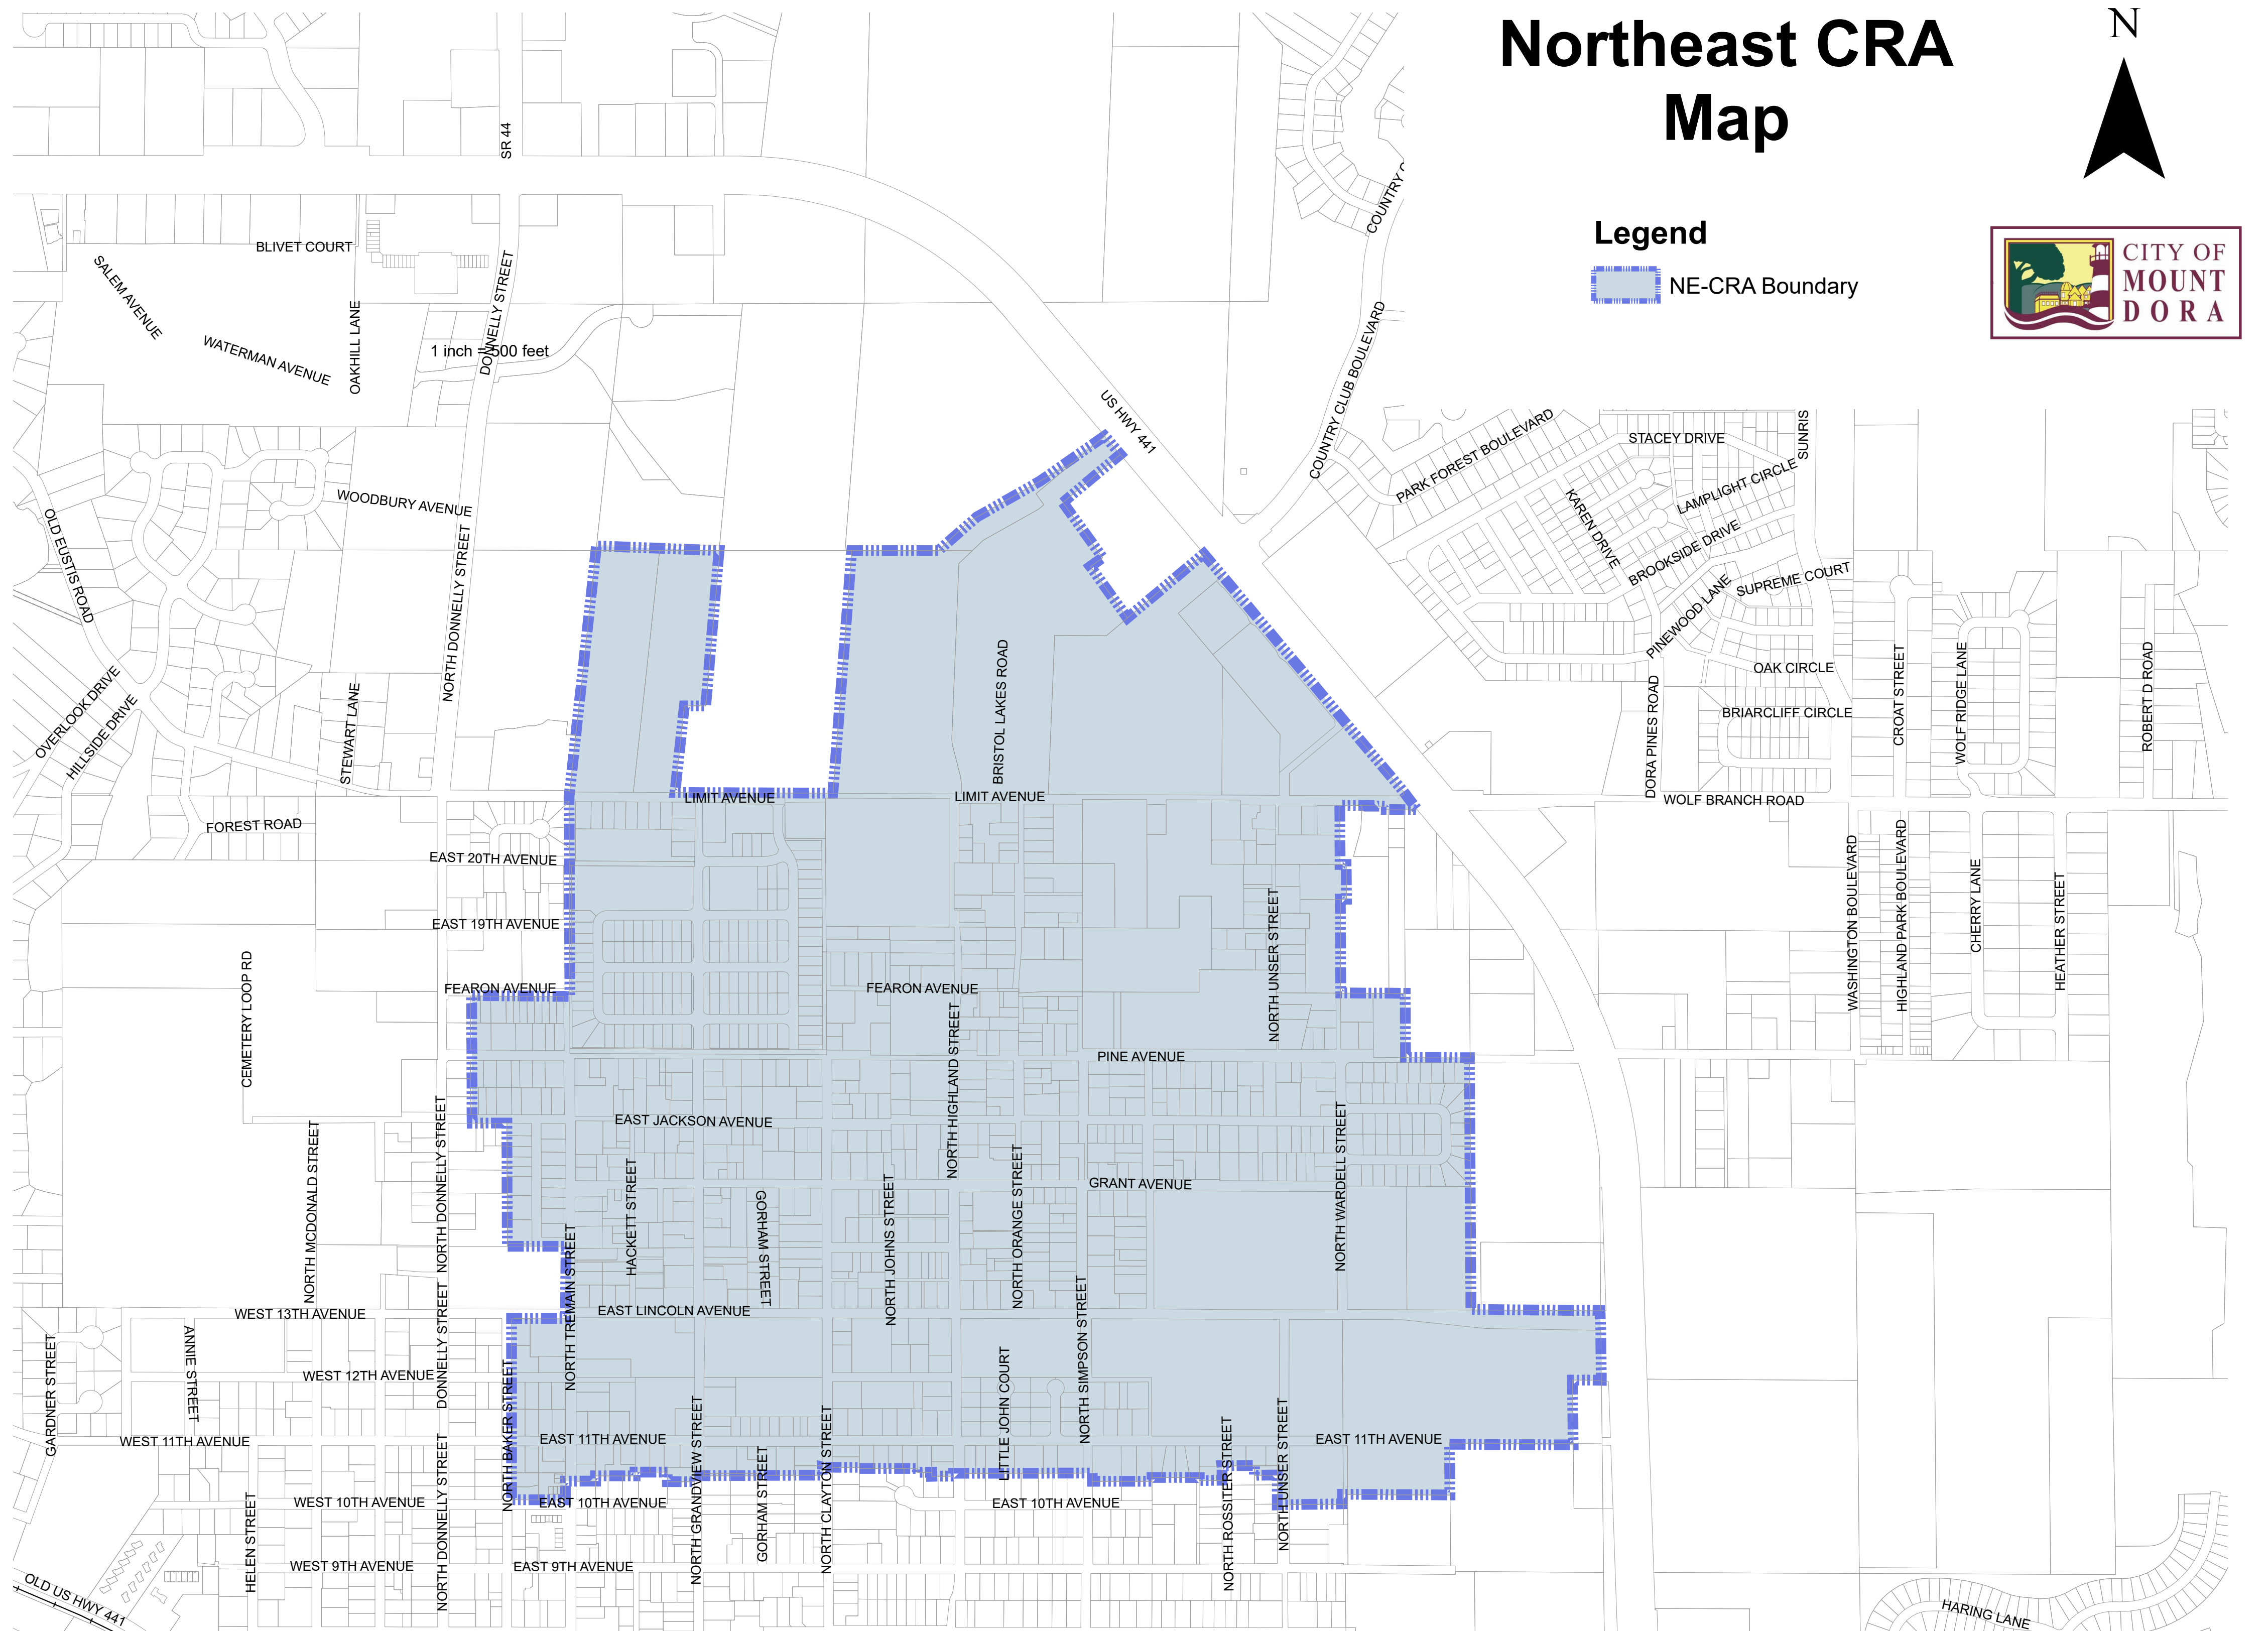 Northeast CRA
Map
N
Legend
NE-CRA Boundary
CITY OF
MOUNT
DORA
SR 44
BLIVET COURT
SALEM AVENUE
WATERMAN AVENUE
OAKHILL LANE
DONNELLY STREET
1 inch = 500 feet
COUNTRY CLUB BOULEVARD
US HWY 441
PARK FOREST BOULEVARD
STACEY DRIVE
LAMPLIGHT CIRCLE
KAREN DRIVE
BROOKSIDE DRIVE
SUPREME COURT
PINEWOOD LANE
OAK CIRCLE
BRIARCLIFF CIRCLE
DORA PINES ROAD
CROAT STREET
WOLF RIDGE LANE
ROBERT D ROAD
WOLF BRANCH ROAD
WOODBURY AVENUE
OLD EUSTIS ROAD
NORTH DONNELLY STREET
OVERLOOK DRIVE
HILLSIDE DRIVE
STEWART LANE
FOREST ROAD
BRISTOL LAKES ROAD
LIMIT AVENUE
LIMIT AVENUE
EAST 20TH AVENUE
EAST 19TH AVENUE
FEARON AVENUE
FEARON AVENUE
CEMETERY LOOP RD
NORTH UNSER STREET
WASHINGTON BOULEVARD
HIGHLAND PARK BOULEVARD
CHERRY LANE
HEATHER STREET
NORTH HIGHLAND STREET
PINE AVENUE
EAST JACKSON AVENUE
NORTH MCDONALD STREET
NORTH DONNELLY STREET
HACKETT STREET
GORHAM STREET
NORTH JOHNS STREET
NORTH ORANGE STREET
GRANT AVENUE
NORTH WARDELL STREET
NORTH TREMAIN STREET
EAST LINCOLN AVENUE
NORTH SIMPSON STREET
WEST 13TH AVENUE
GARDNER STREET
ANNIE STREET
WEST 12TH AVENUE
DONNELLY STREET
NORTH BAKER STREET
LITTLE JOHN COURT
WEST 11TH AVENUE
EAST 11TH AVENUE
EAST 11TH AVENUE
NORTH GRANDVIEW STREET
GORHAM STREET
NORTH CLAYTON STREET
NORTH ROSSITER STREET
NORTH UNSER STREET
WEST 10TH AVENUE
EAST 10TH AVENUE
EAST 10TH AVENUE
HELEN STREET
NORTH DONNELLY STREET
WEST 9TH AVENUE
EAST 9TH AVENUE
OLD US HWY 441
HARING LANE